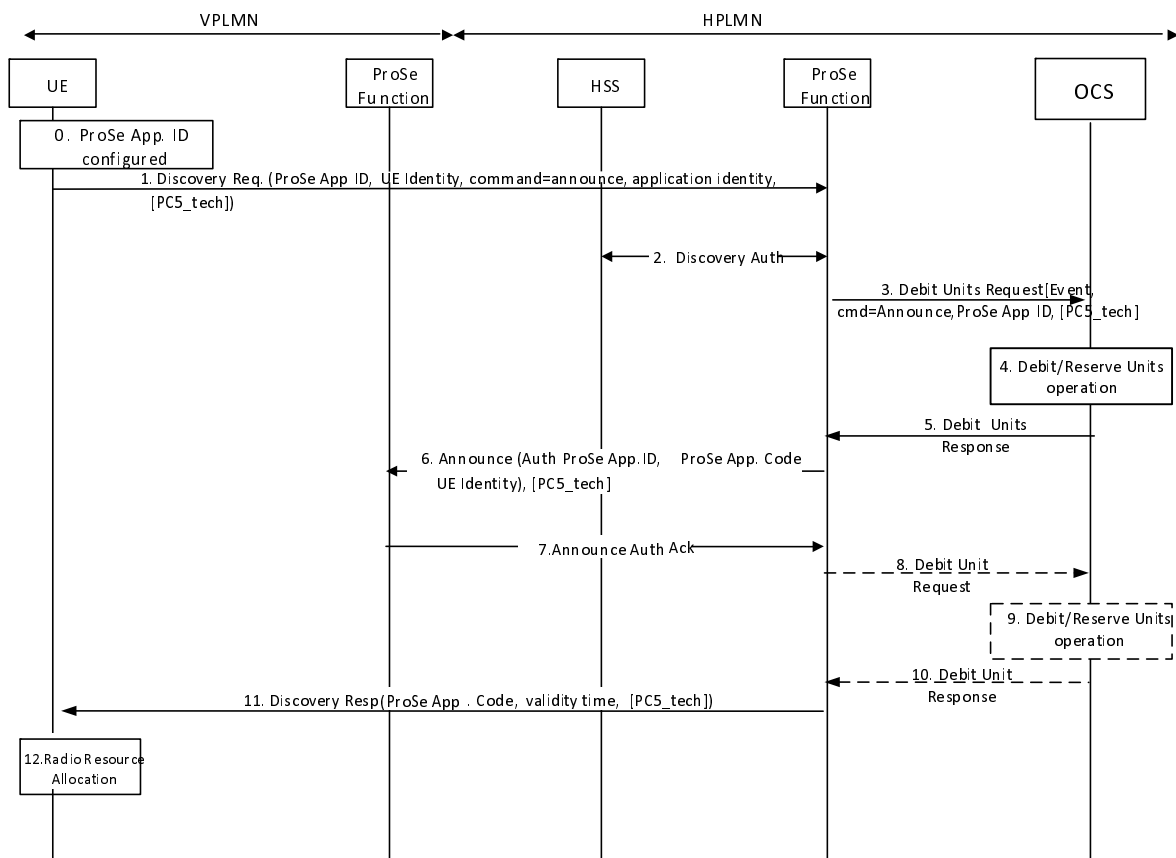 VPLMN
HPLMN
UE
ProSe
Function
HSS
ProSe
Function
OCS
0. ProSe App. ID
configured
1. Discovery Req. (ProSe App ID, UE Identity, command=announce, application identity,
[PC5_tech])
2. Discovery Auth
3. Debit Units Request[Event,
cmd=Announce, ProSe App ID, [PC5_tech]
4. Debit/Reserve Units
operation
5. Debit Units
Response
6. Announce (Auth ProSe App.ID, ProSe App. Code
UE Identity), [PC5_tech]
7.Announce Auth Ack
8. Debit Unit
Request
9. Debit/Reserve Units
operation
10. Debit Unit
Response
11. Discovery Resp(ProSe App . Code, validity time, [PC5_tech])
12.Radio Resource
Allocation